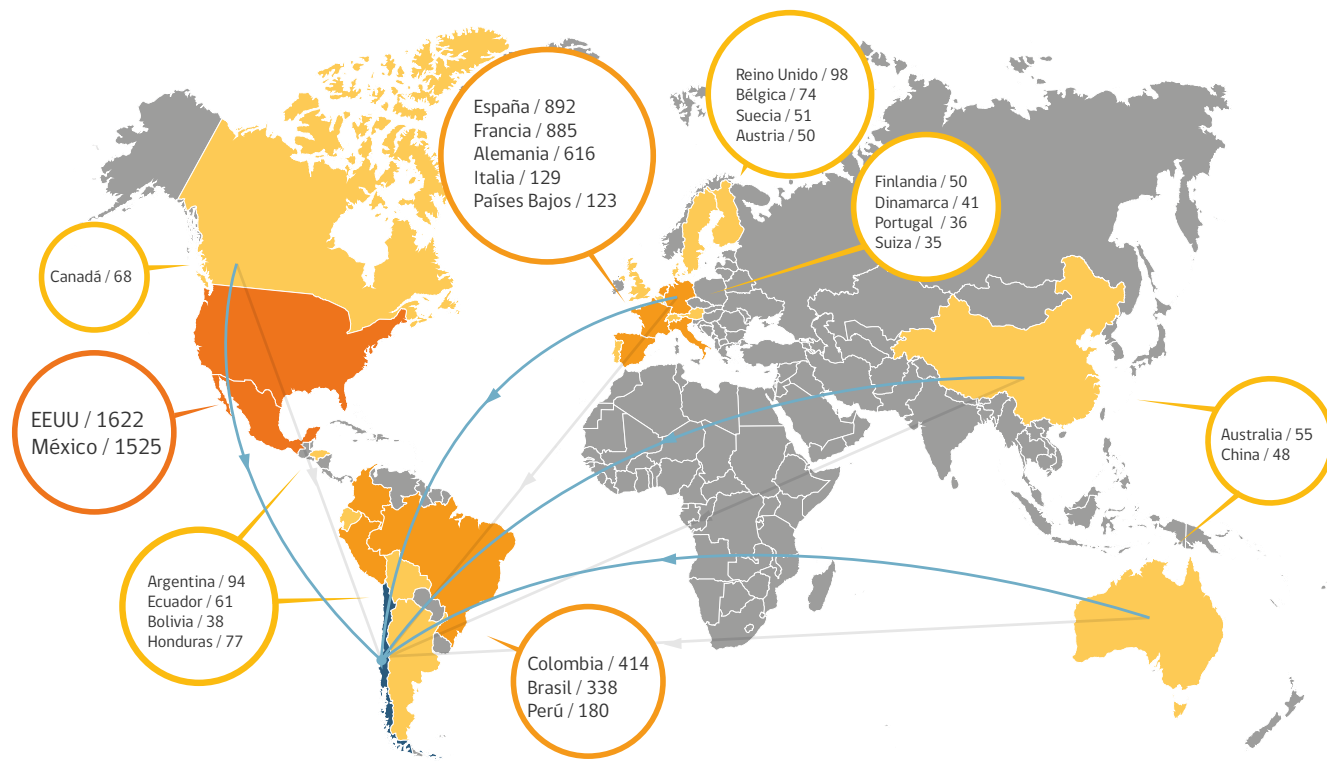 Reino Unido / 98
Bélgica / 74
Suecia / 51
Austria / 50
España / 892
Francia / 885
Alemania / 616
Italia / 129
Países Bajos / 123
Finlandia / 50
Dinamarca / 41
Portugal / 36
Suiza / 35
Canadá / 68
EEUU / 1622
México / 1525
Australia / 55
China / 48
Argentina / 94
Ecuador / 61
Bolivia / 38
Honduras / 77
Colombia / 414
Brasil / 338
Perú / 180